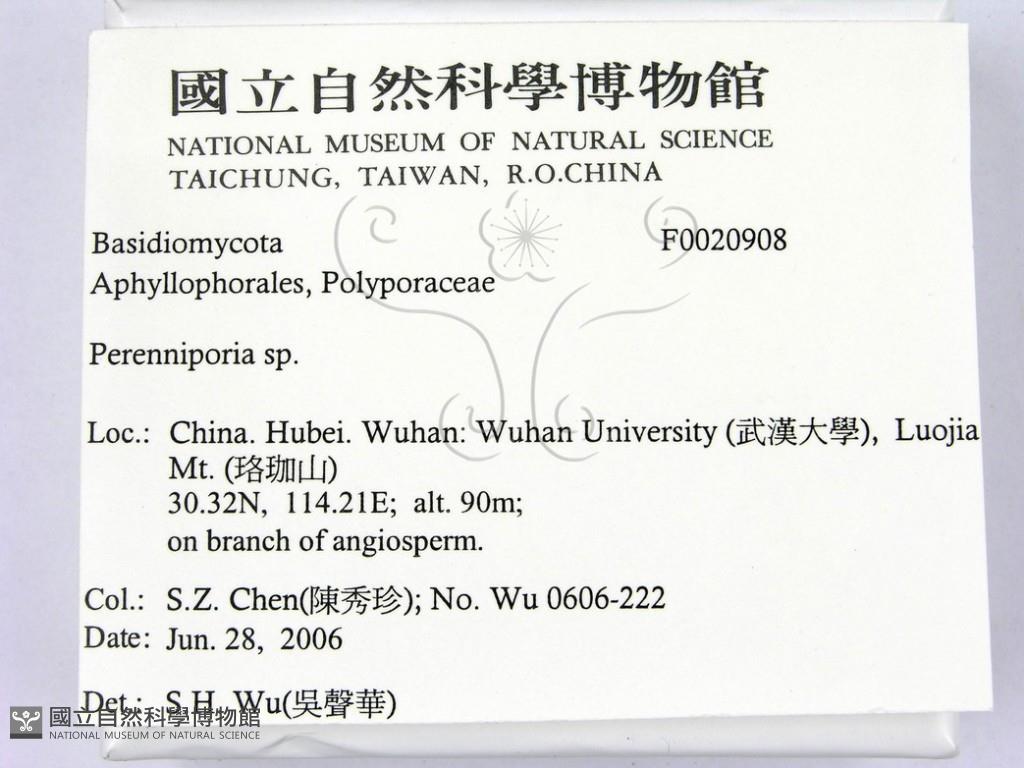 國立自然科學博物館
NATIONAL MUSEUM OF NATURAL SCIENCE
TAICHUNG, TAIWAN, R.O.CHINA
Basidiomycota F0020908
Aphyllophorales, Polyporaceae
Perenniporia sp.
Loc.: China. Hubei. Wuhan: Wuhan University (武漢大學), Luojia
Mt. (珞珈山)
30.32N, 114.21E; alt. 90m;
on branch of angiosperm.
Col.: S.Z. Chen(陳秀珍); No. Wu 0606-222
Date: Jun. 28, 2006
Det.: S.H. Wu(吳聲華)
國立自然科學博物館
NATIONAL MUSEUM OF NATURAL SCIENCE